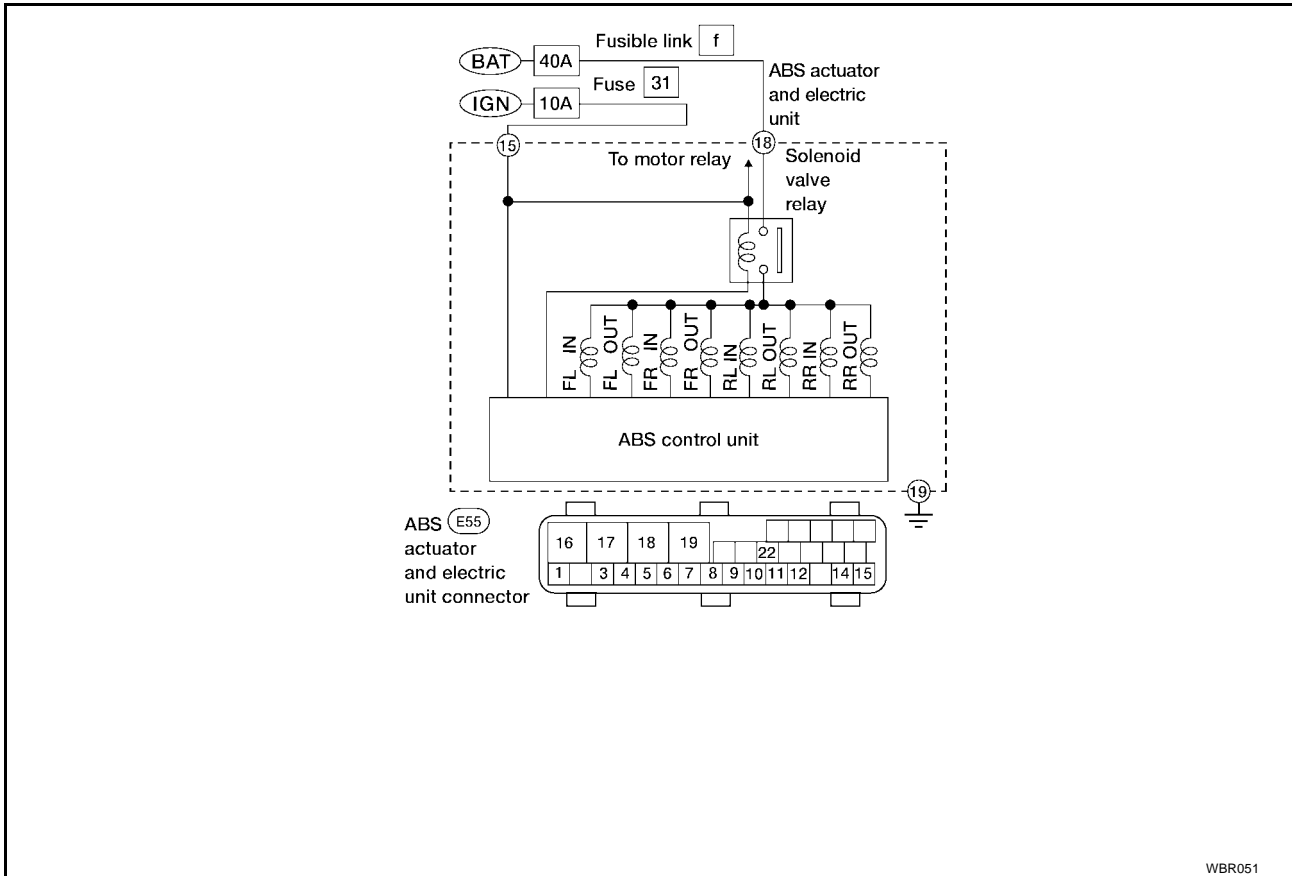 Fusible link f
BAT 40A
Fuse 31
IGN 10A
ABS actuator
and electric
unit
15
18
To motor relay
Solenoid
valve
relay
FL IN
FL OUT
FR IN
FR OUT
RL IN
RL OUT
RR IN
RR OUT
ABS control unit
19
ABS E55
actuator
and electric
unit connector
16 17 18 19
22
1 3 4 5 6 7 8 9 10 11 12 14 15
WBR051